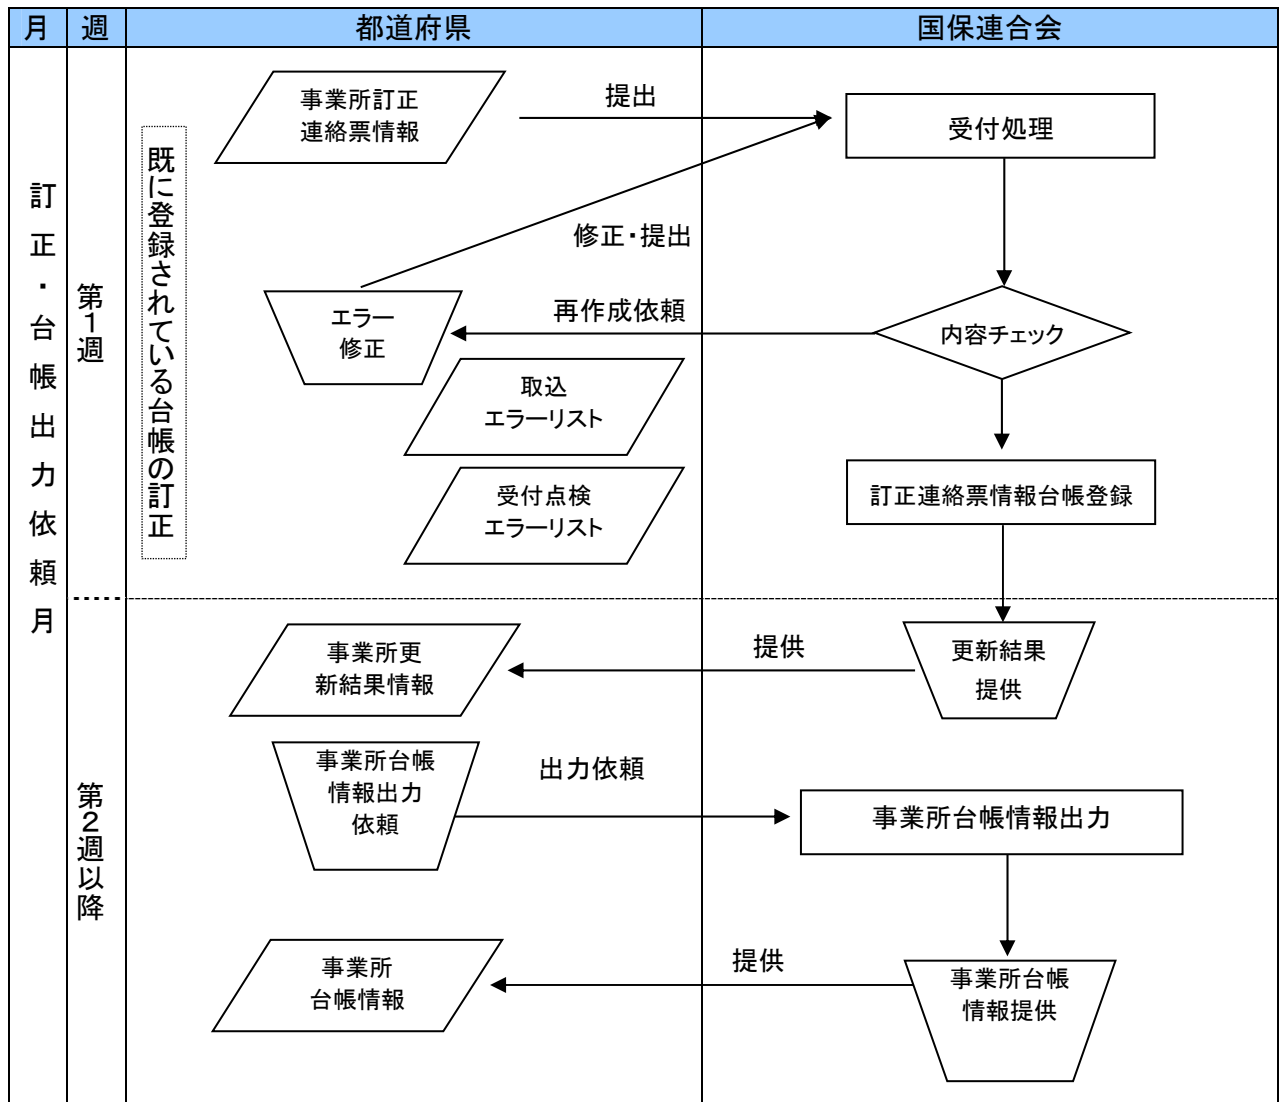 月
週
都道府県
国保連合会
訂正・台帳出力依頼月
第1週
既に登録されている台帳の訂正
事業所訂正
連絡票情報
提出
受付処理
修正・提出
エラー
修正
再作成依頼
内容チェック
取込
エラーリスト
受付点検
エラーリスト
訂正連絡票情報台帳登録
第2週以降
事業所更
新結果情報
提供
更新結果
提供
事業所台帳
情報出力
依頼
出力依頼
事業所台帳情報出力
事業所
台帳情報
提供
事業所台帳
情報提供